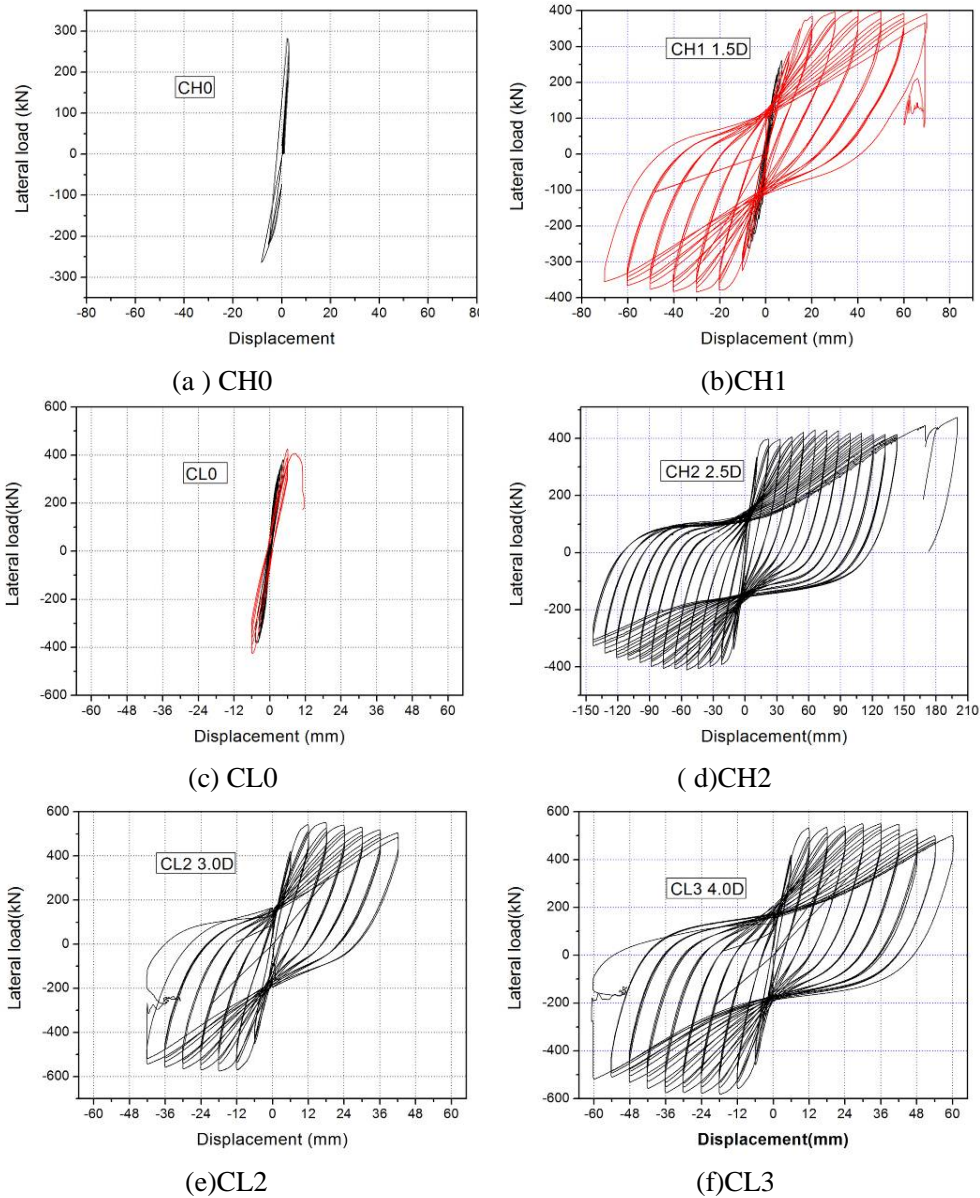 300
200
100
0
-100
-200
-300
Lateral load (kN)
CH0
-80 -60 -40 -20 0 20 40 60 80
Displacement
(a ) CH0
400
300
200
100
0
-100
-200
-300
-400
Lateral load (kN)
CH1 1.5D
-80 -60 -40 -20 0 20 40 60 80
Displacement (mm)
(b)CH1
600
400
200
0
-200
-400
-600
Lateral load(kN)
CL0
-60 -48 -36 -24 -12 0 12 24 36 48 60
Displacement (mm)
(c) CL0
400
200
0
-200
-400
Lateral load(kN)
CH2 2.5D
-150 -120 -90 -60 -30 0 30 60 90 120 150 180 210
Displacement(mm)
( d)CH2
600
400
200
0
-200
-400
-600
Lateral load(kN)
CL2 3.0D
-60 -48 -36 -24 -12 0 12 24 36 48 60
Displacement (mm)
(e)CL2
600
400
200
0
-200
-400
-600
Lateral load(kN)
CL3 4.0D
-60 -48 -36 -24 -12 0 12 24 36 48 60
Displacement(mm)
(f)CL3